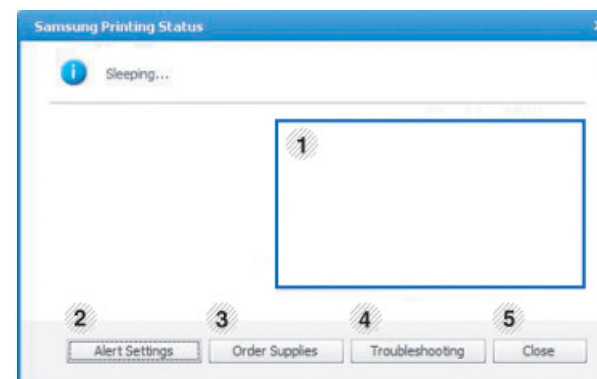 Samsung Printing Status
Sleeping...
1
2 3 4 5
Alert Settings Order Supplies Troubleshooting Close